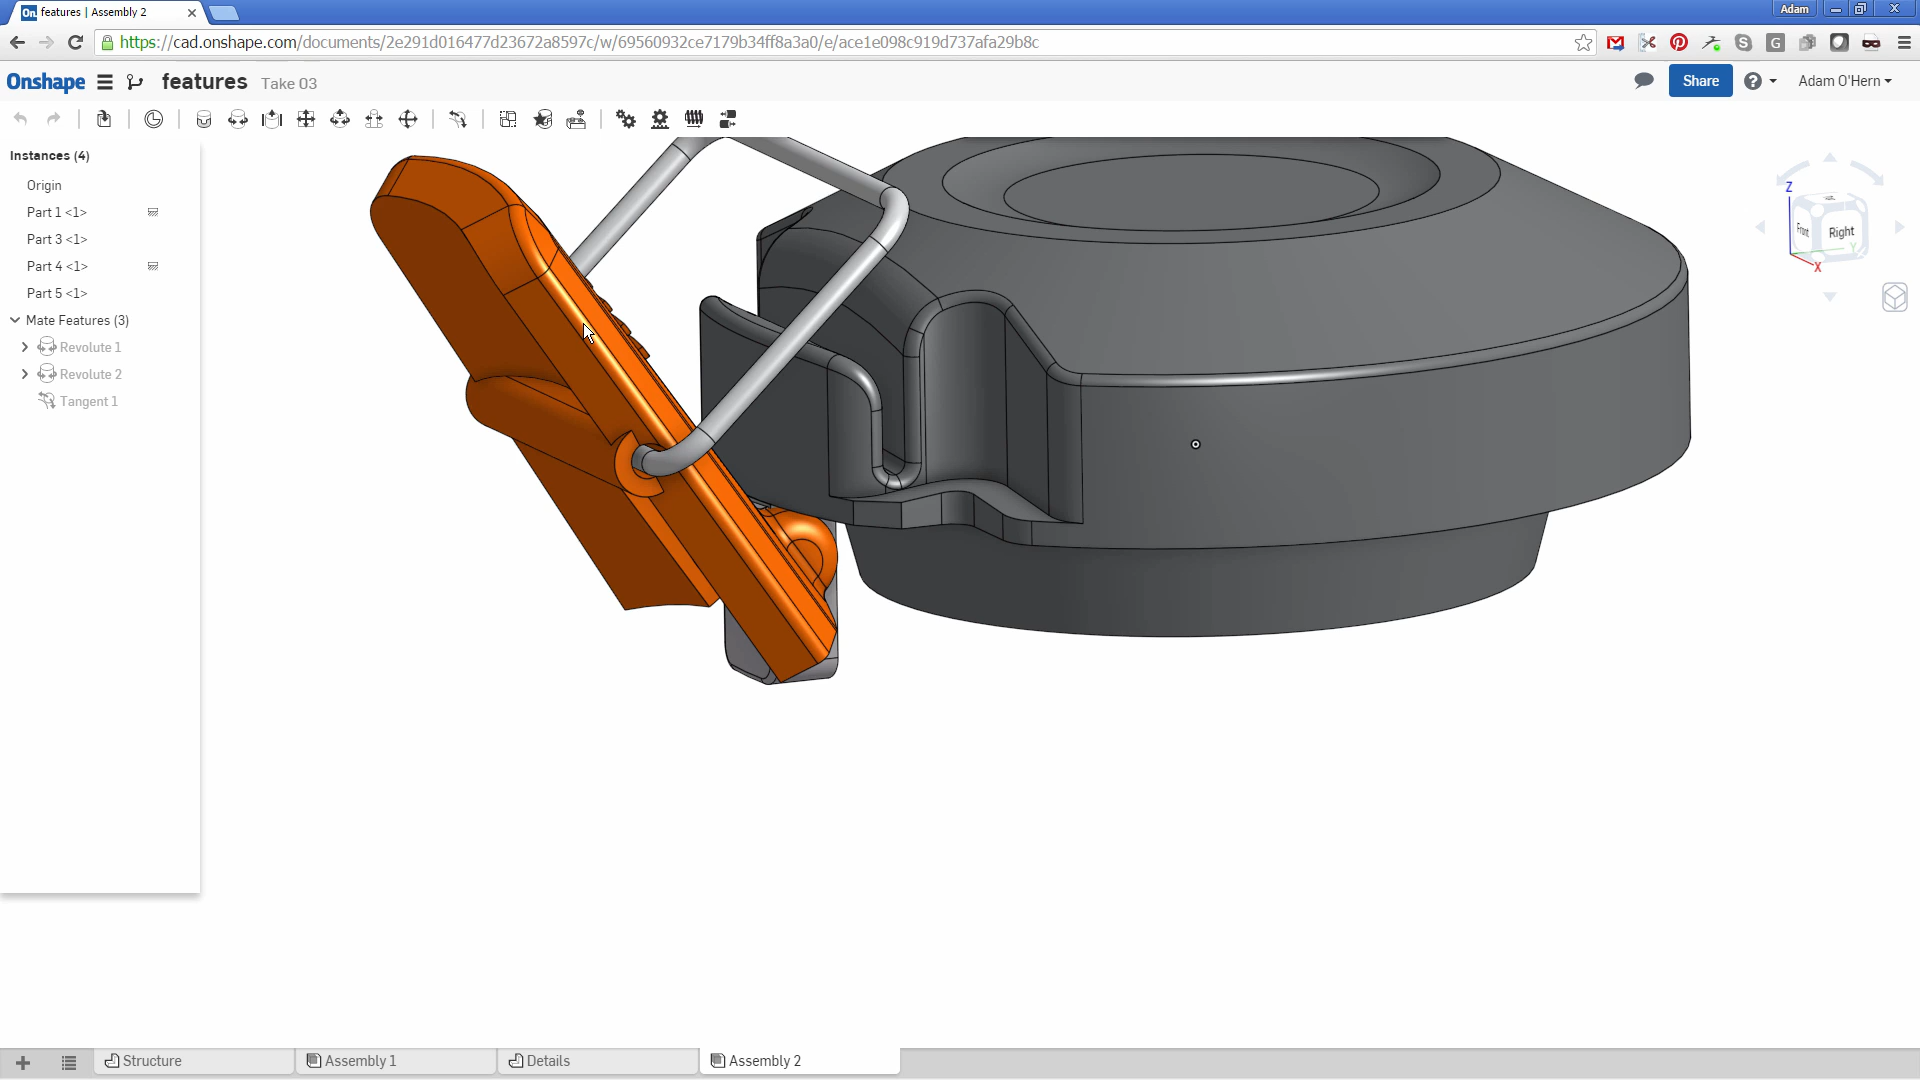 On features | Assembly 2
Adam
https://cad.onshape.com/documents/2e291d016477d23672a8597c/w/69560932ce7179b34ff8a3a0/e/ace1e098c919d737afa29b8c
Onshape features Take 03
Share
Adam O'Hern
Instances (4)
Origin
Part 1 <1>
Part 3 <1>
Part 4 <1>
Part 5 <1>
Mate Features (3)
Revolute 1
Revolute 2
Tangent 1
Z
Front
Right
Y
X
Structure
Assembly 1
Details
Assembly 2